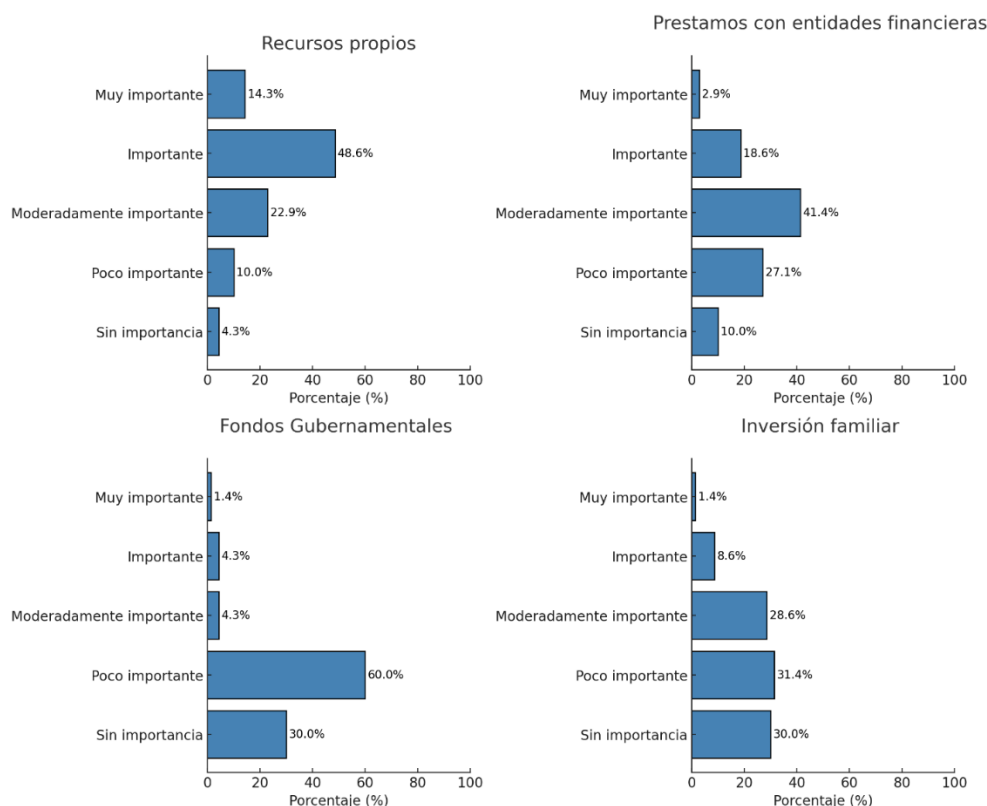 Recursos propios
Muy importante
14.3%
Importante
48.6%
Moderadamente importante
22.9%
Poco importante
10.0%
Sin importancia
4.3%
0 20 40 60 80 100
Porcentaje (%)
Prestamos con entidades financieras
Muy importante
2.9%
Importante
18.6%
Moderadamente importante
41.4%
Poco importante
27.1%
Sin importancia
10.0%
0 20 40 60 80 100
Porcentaje (%)
Fondos Gubernamentales
Muy importante
1.4%
Importante
4.3%
Moderadamente importante
4.3%
Poco importante
60.0%
Sin importancia
30.0%
0 20 40 60 80 100
Porcentaje (%)
Inversión familiar
Muy importante
1.4%
Importante
8.6%
Moderadamente importante
28.6%
Poco importante
31.4%
Sin importancia
30.0%
0 20 40 60 80 100
Porcentaje (%)